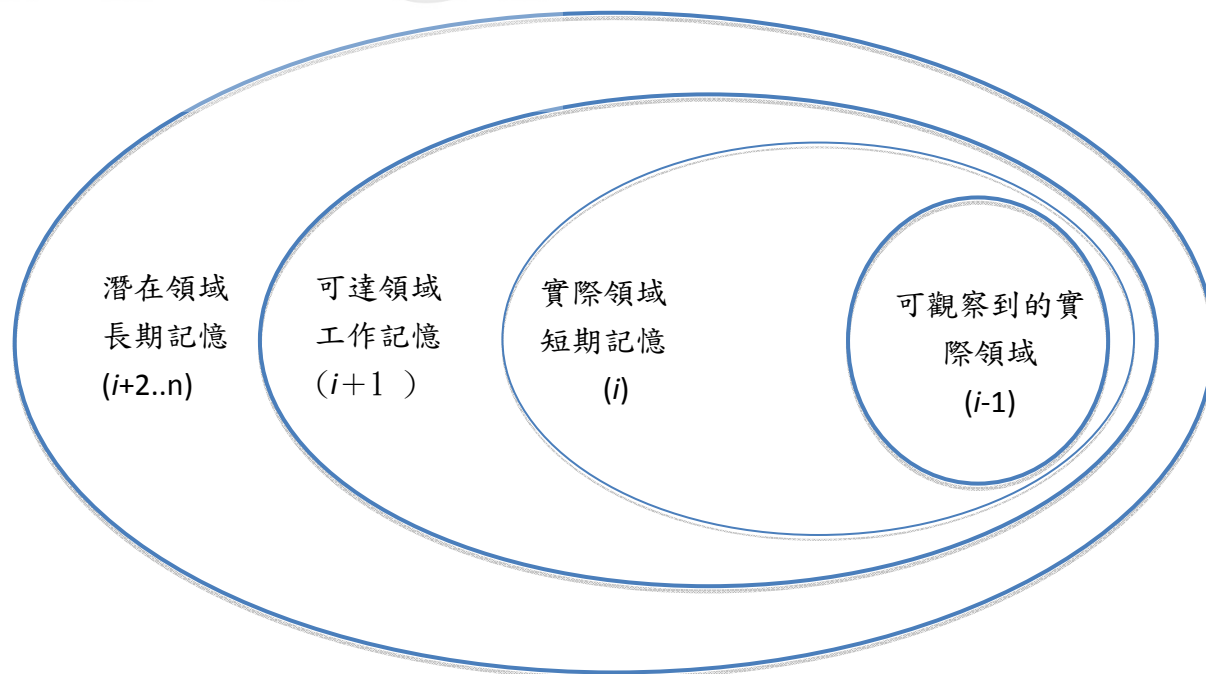 潛在領域
長期記憶
(i+2..n)
可達領域
工作記憶
（i＋1 ）
實際領域
短期記憶
(i)
可觀察到的實
際領域
(i-1)